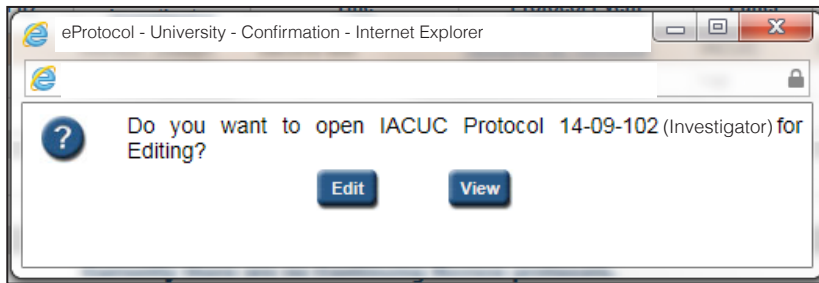 eProtocol - University - Confirmation - Internet Explorer
Do you want to open IACUC Protocol 14-09-102 (Investigator) for
Editing?
Edit View